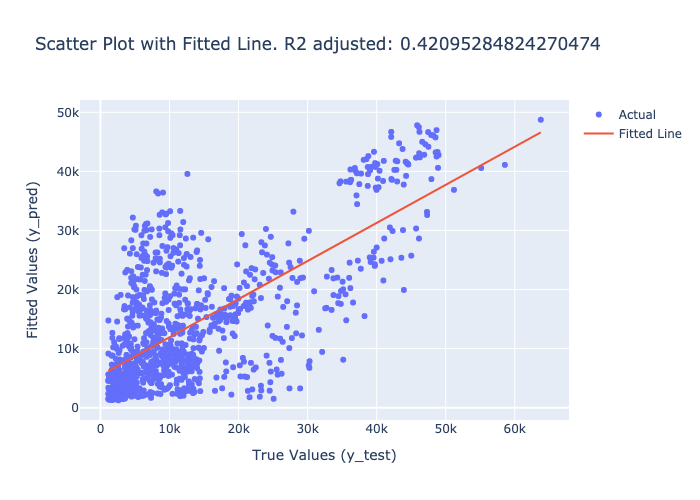 Scatter Plot with Fitted Line. R2 adjusted: 0.42095284824270474
Actual
Fitted Line
50k
40k
30k
20k
10k
0
Fitted Values (y_pred)
0 10k 20k 30k 40k 50k 60k
True Values (y_test)